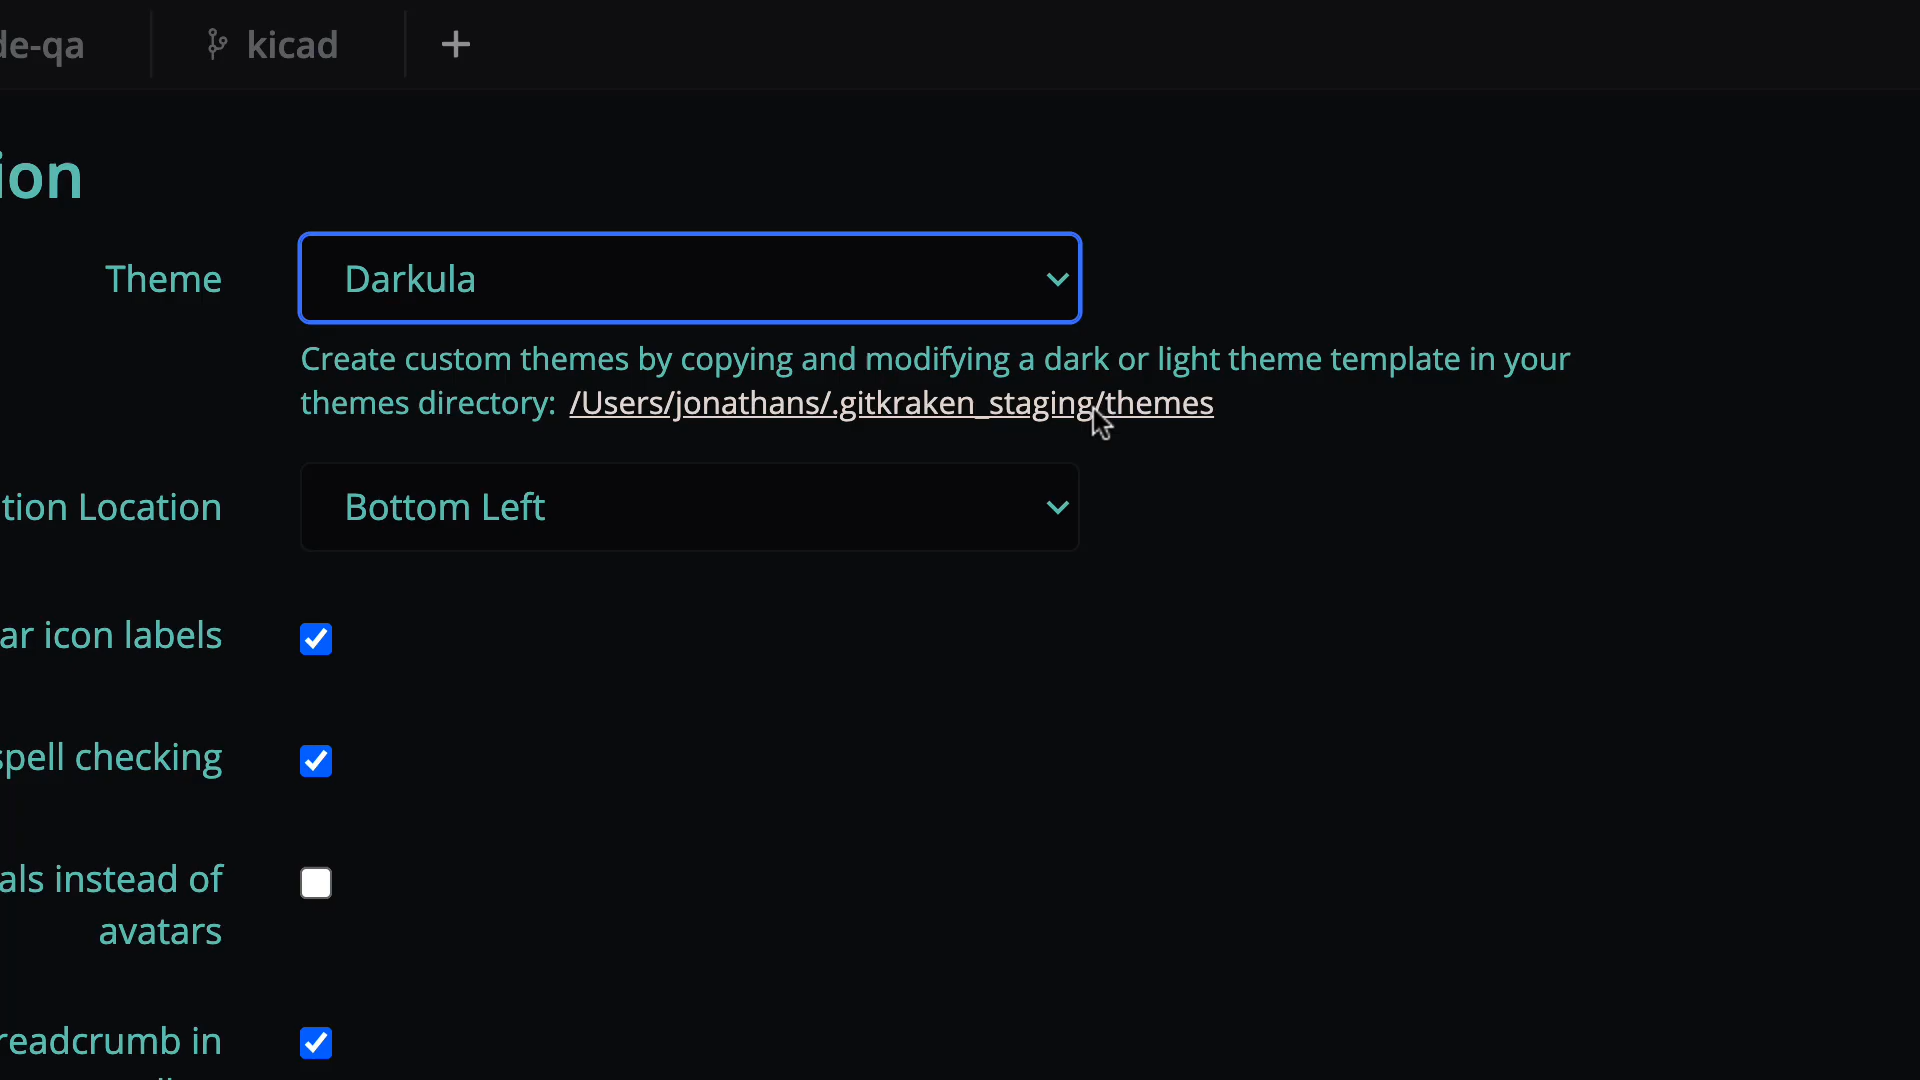 de-qa
kicad
ion
Theme
Darkula
Create custom themes by copying and modifying a dark or light theme template in your
themes directory: /Users/jonathans/.gitkraken_staging/themes
tion Location
Bottom Left
ar icon labels
spell checking
als instead of
avatars
readcrumb in